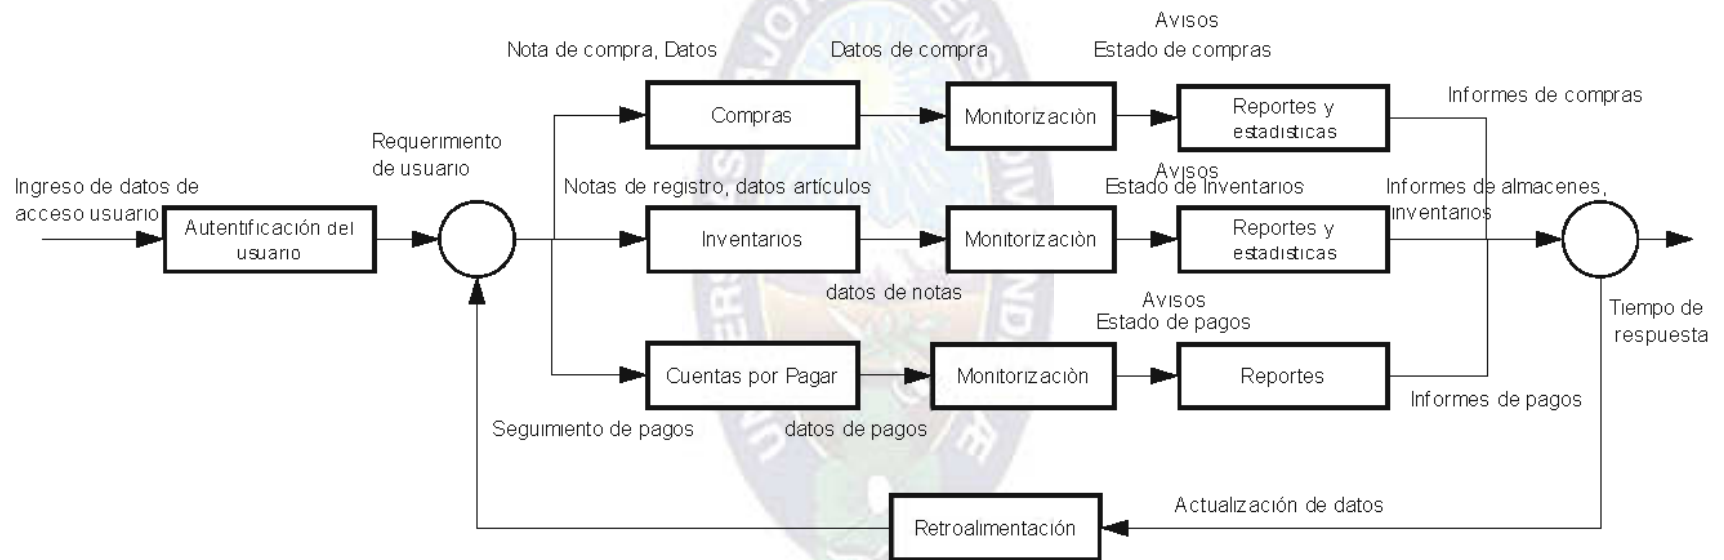 Avisos
Nota de compra, Datos
Datos de compra
Estado de compras
Compras
Monitorizaciòn
Reportes y
estadisticas
Informes de compras
Requerimiento
de usuario
Ingreso de datos de
acceso usuario
Autentificación del
usuario
Notas de registro, datos artículos
Avisos
Estado de Inventarios
Informes de almacenes,
inventarios
Inventarios
Monitorizaciòn
Reportes y
estadisticas
datos de notas
Avisos
Estado de pagos
Tiempo de
respuesta
Cuentas por Pagar
Monitorizaciòn
Reportes
Informes de pagos
Seguimiento de pagos
datos de pagos
Actualización de datos
Retroalimentación